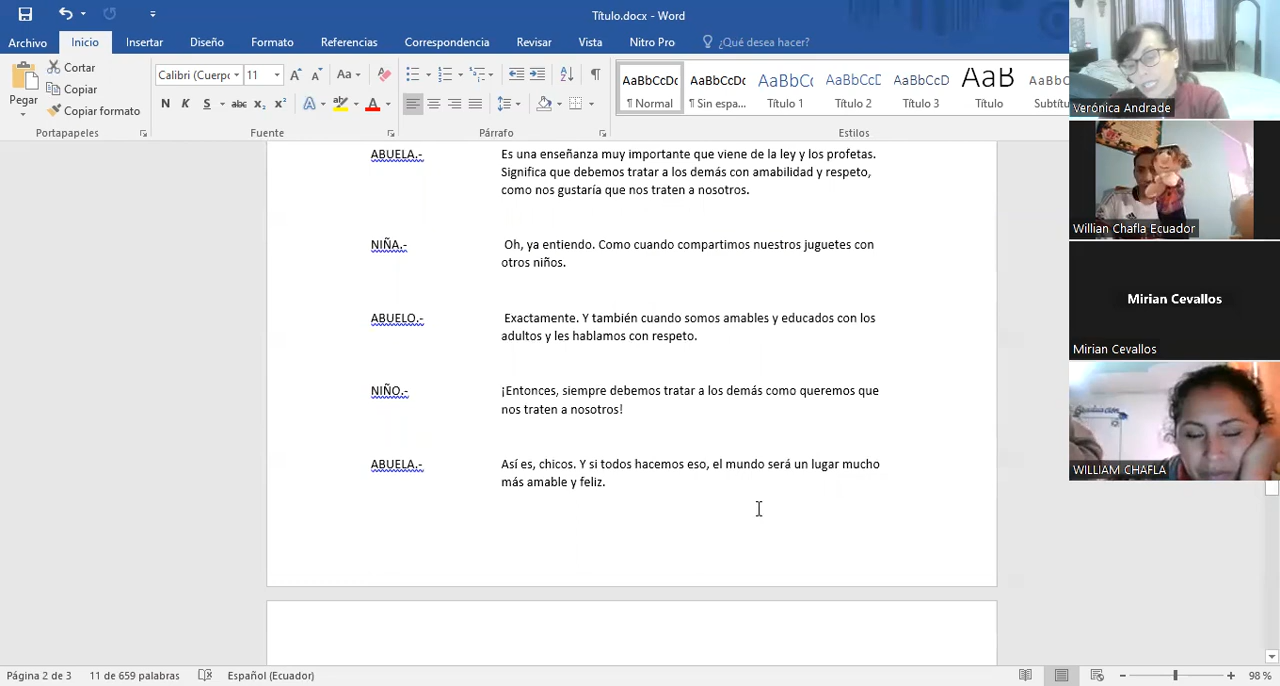 Título.docx - Word
Archivo Inicio Insertar Diseño Formato Referencias Correspondencia Revisar Vista Nitro Pro ¿Qué desea hacer?
Pegar
Cortar
Copiar
Copiar formato
Portapapeles
Calibri (Cuerpo 11
Fuente
Párrafo
AaBbCcDc AaBbCcDc AaBbCc AaBbCcD AaBbCcD AaB
¶ Normal ¶ Sin espa... Título 1 Título 2 Título 3 Título Subtít
Estilos
ABUELA.- Es una enseñanza muy importante que viene de la ley y los profetas.
Significa que debemos tratar a los demás con amabilidad y respeto,
como nos gustaría que nos traten a nosotros.
NIÑA.- Oh, ya entiendo. Como cuando compartimos nuestros juguetes con
otros niños.
ABUELO.- Exactamente. Y también cuando somos amables y educados con los
adultos y les hablamos con respeto.
NIÑO.- ¡Entonces, siempre debemos tratar a los demás como queremos que
nos traten a nosotros!
ABUELA.- Así es, chicos. Y si todos hacemos eso, el mundo será un lugar mucho
más amable y feliz.
Página 2 de 3 11 de 659 palabras Español (Ecuador) 98 %
Verónica Andrade
Willian Chafla Ecuador
Mirian Cevallos
Mirian Cevallos
WILLIAM CHAFLA